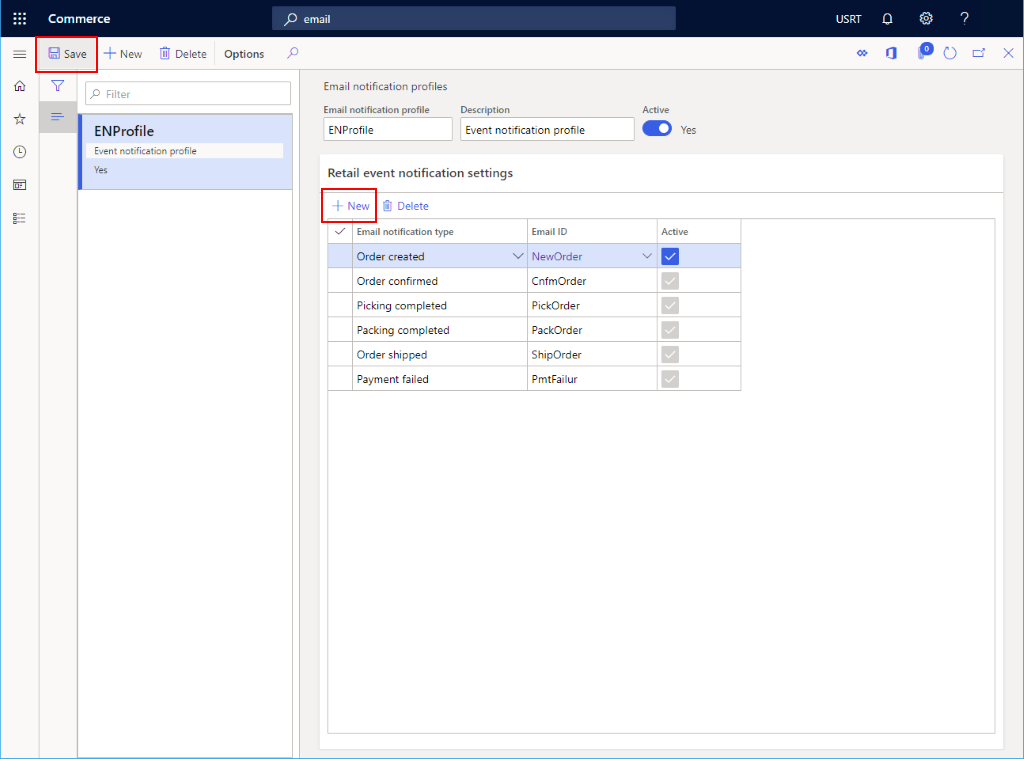 Commerce
email
USRT
?
Save
New
Delete
Options
0
Filter
ENProfile
Event notification profile
Yes
Email notification profiles
Email notification profile Description Active
ENProfile Event notification profile Yes
Retail event notification settings
New Delete
Email notification type Email ID Active
Order created NewOrder
Order confirmed CnfmOrder
Picking completed PickOrder
Packing completed PackOrder
Order shipped ShipOrder
Payment failed PmtFailur